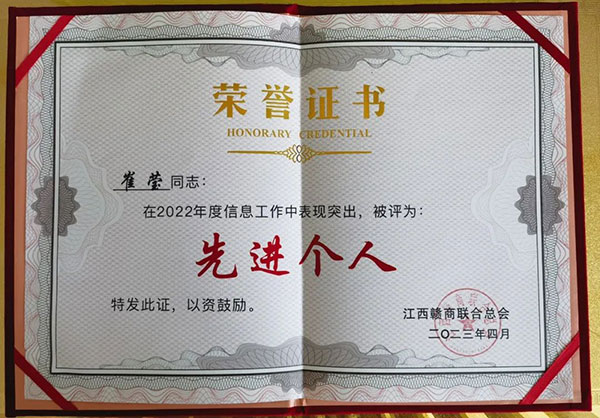 荣誉证书
HONORARY CREDENTIAL
崔莹同志：
在2022年度信息工作中表现突出，被评为：
先进个人
特发此证，以资鼓励。
江西赣商联合总会
二〇二三年四月